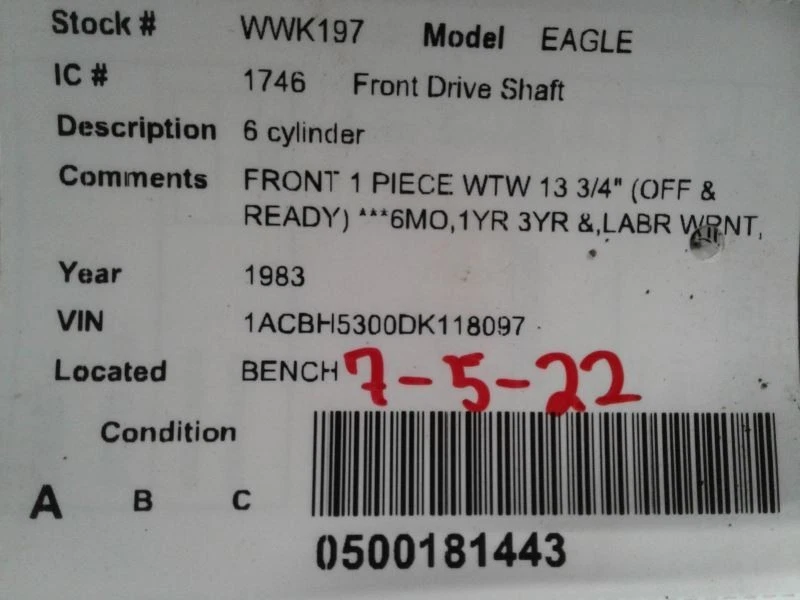 Stock # WWK197 Model EAGLE
IC # 1746 Front Drive Shaft
Description 6 cylinder
Comments FRONT 1 PIECE WTW 13 3/4" (OFF &
READY) ***6MO,1YR 3YR &,LABR WRNT,
Year 1983
VIN 1ACBH5300DK118097
Located BENCH 7-5-22
Condition
A B C
0500181443